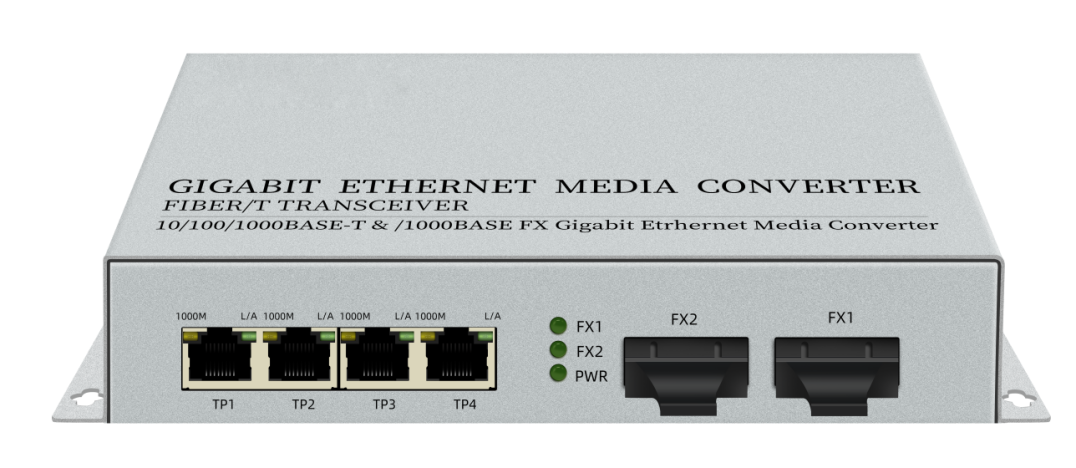 GIGABIT ETHERNET MEDIA CONVERTER
FIBER/T TRANSCEIVER
10/100/1000BASE-T & /1000BASE FX Gigabit Etrhernet Media Converter
1000M L/A 1000M L/A 1000M L/A 1000M L/A
TP1 TP2 TP3 TP4
FX1
FX2
PWR
FX2 FX1